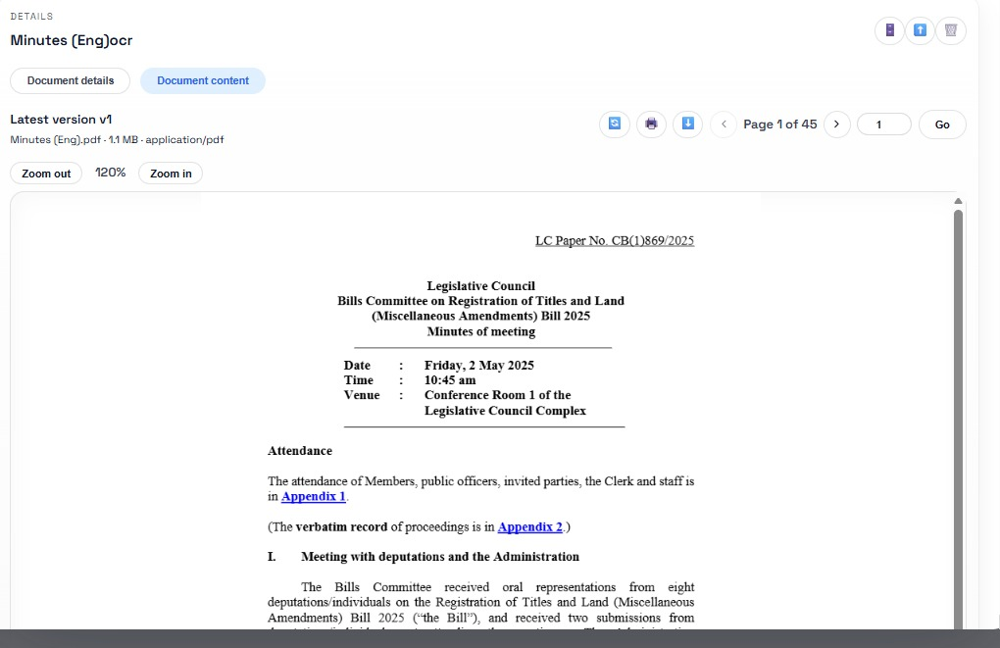 DETAILS
Minutes (Eng)ocr
Document details Document content
Latest version v1
Minutes (Eng).pdf · 1.1 MB · application/pdf
Page 1 of 45 1 Go
Zoom out 120% Zoom in
LC Paper No. CB(1)869/2025
Legislative Council
Bills Committee on Registration of Titles and Land
(Miscellaneous Amendments) Bill 2025
Minutes of meeting
Date : Friday, 2 May 2025
Time : 10:45 am
Venue : Conference Room 1 of the
Legislative Council Complex
Attendance
The attendance of Members, public officers, invited parties, the Clerk and staff is
in Appendix 1.
(The verbatim record of proceedings is in Appendix 2.)
I. Meeting with deputations and the Administration
The Bills Committee received oral representations from eight
deputations/individuals on the Registration of Titles and Land (Miscellaneous
Amendments) Bill 2025 (“the Bill”), and received two submissions from